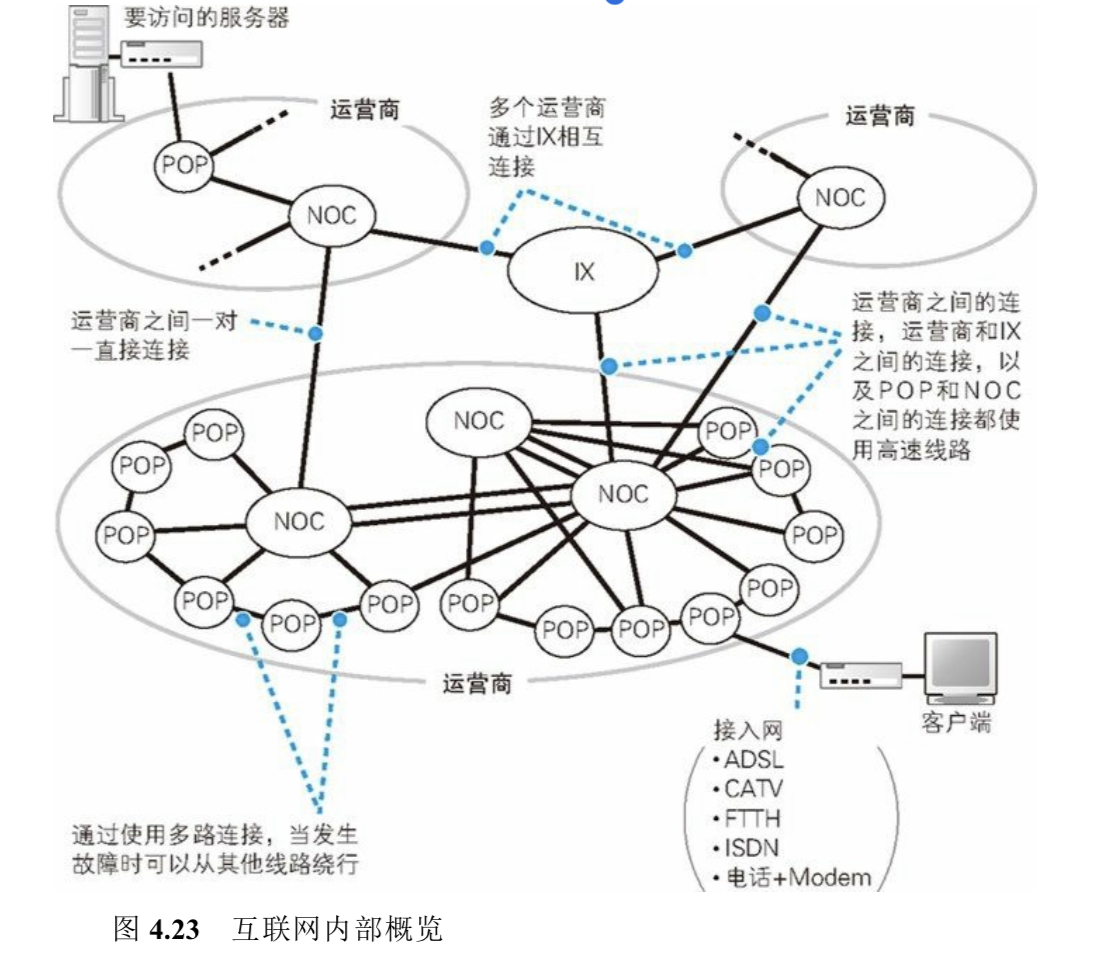 要访问的服务器
运营商
多个运营商
通过IX相互
连接
运营商
POP
NOC
NOC
IX
运营商之间一对
一直接连接
运营商之间的连
接，运营商和IX
之间的连接，以
及POP和NOC
之间的连接都使
用高速线路
NOC
POP
POP
POP
POP
NOC
NOC
POP
POP
POP
POP
POP
POP
POP
POP
POP
POP
POP
运营商
客户端
接入网
・ADSL
・CATV
・FTTH
・ISDN
・电话+Modem
通过使用多路连接，当发生
故障时可以从其他线路绕行
图 4.23 互联网内部概览